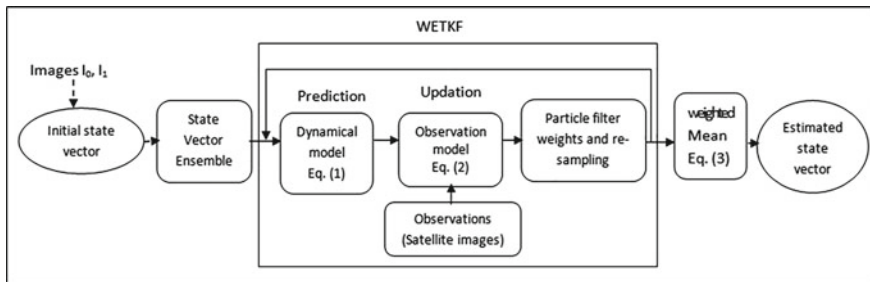 WETKF
Images I₀, I₁
Initial state
vector
State
Vector
Ensemble
Prediction
Dynamical
model
Eq. (1)
Updation
Observation
model
Eq. (2)
Observations
(Satellite images)
Particle filter
weights and re-
sampling
weighted
Mean
Eq. (3)
Estimated
state
vector